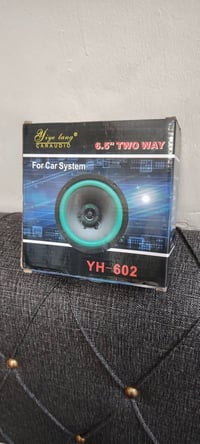 Yiye lang®
CARAUDIO
6.5" TWO WAY
For Car System
YH-602